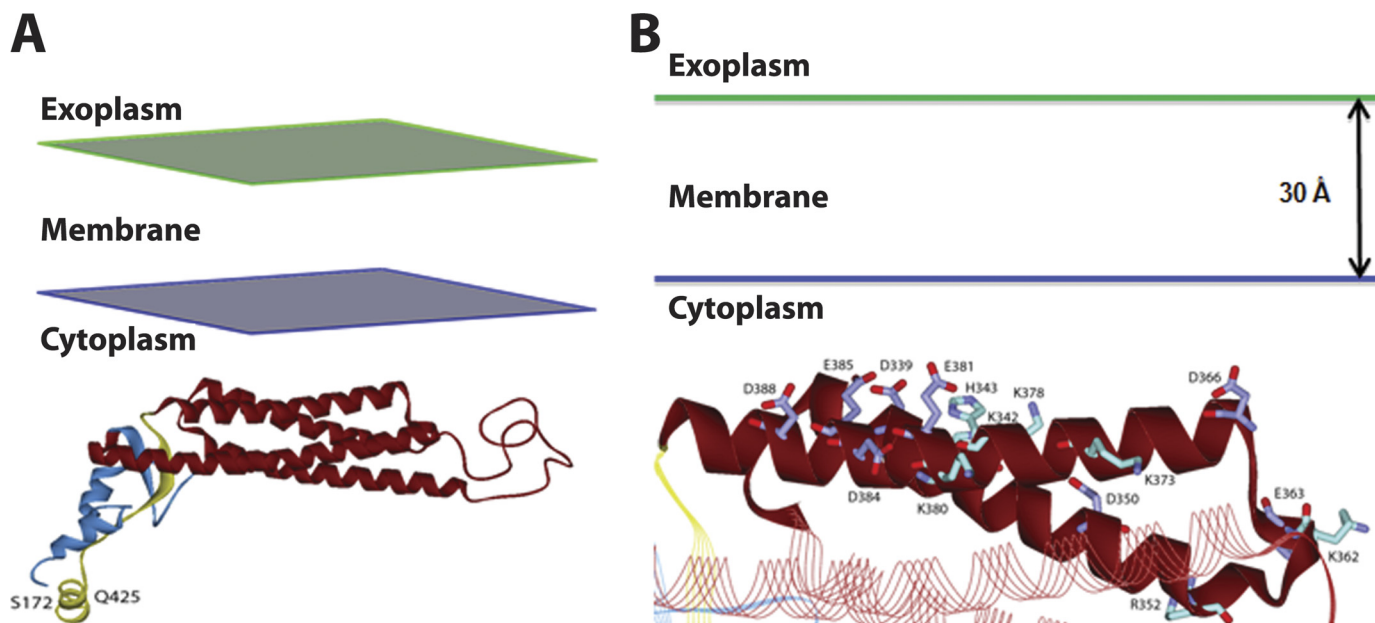 A
Exoplasm
Membrane
Cytoplasm
S172
Q425
B
Exoplasm
Membrane
30 Å
Cytoplasm
E385
D339
E381
D388
H343
K378
D366
K342
K373
D384
K380
D350
E363
K362
R352